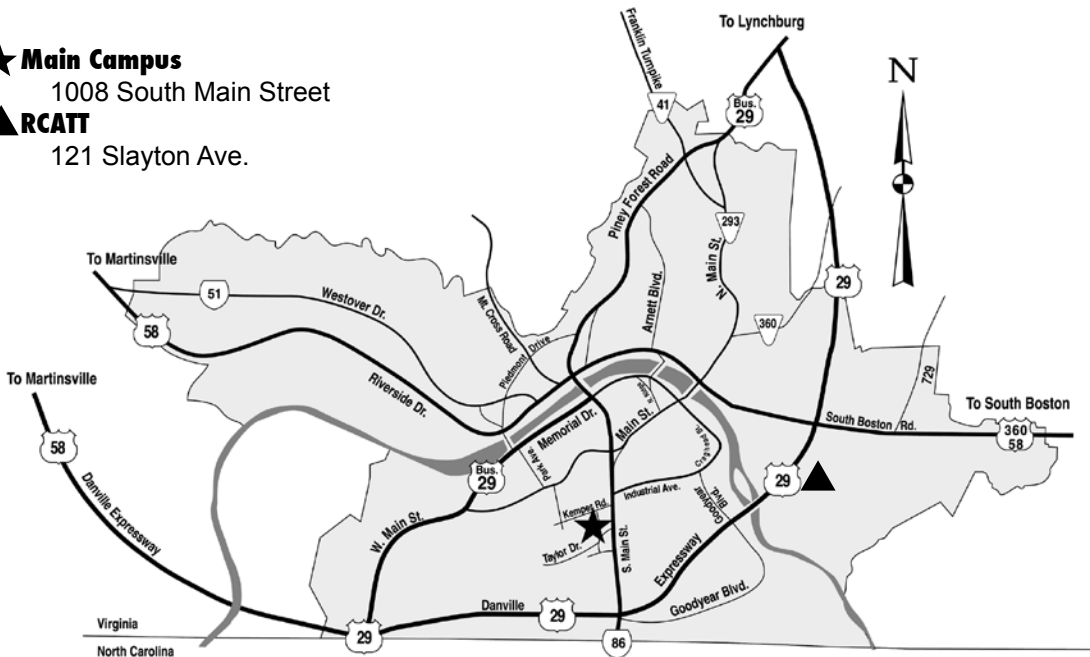 Main Campus
1008 South Main Street
RCATT
121 Slayton Ave.
To Lynchburg
Franklin Turnpike
41
Bus.
29
N
Piney Forest Road
293
N. Main St.
29
To Martinsville
51
58
Westover Dr.
Mt. Cross Road
Arnett Blvd.
360
Piedmont Drive
To Martinsville
58
Riverside Dr.
729
To South Boston
South Boston Rd.
360
58
Memorial Dr.
Main St.
Craghead St.
Park Ave.
Bus.
29
29
Industrial Ave.
Goodyear Blvd.
Kemper Rd.
Danville Expressway
W. Main St.
Taylor Dr.
S. Main St.
Expressway
Goodyear Blvd.
Danville
29
Virginia
29
86
North Carolina